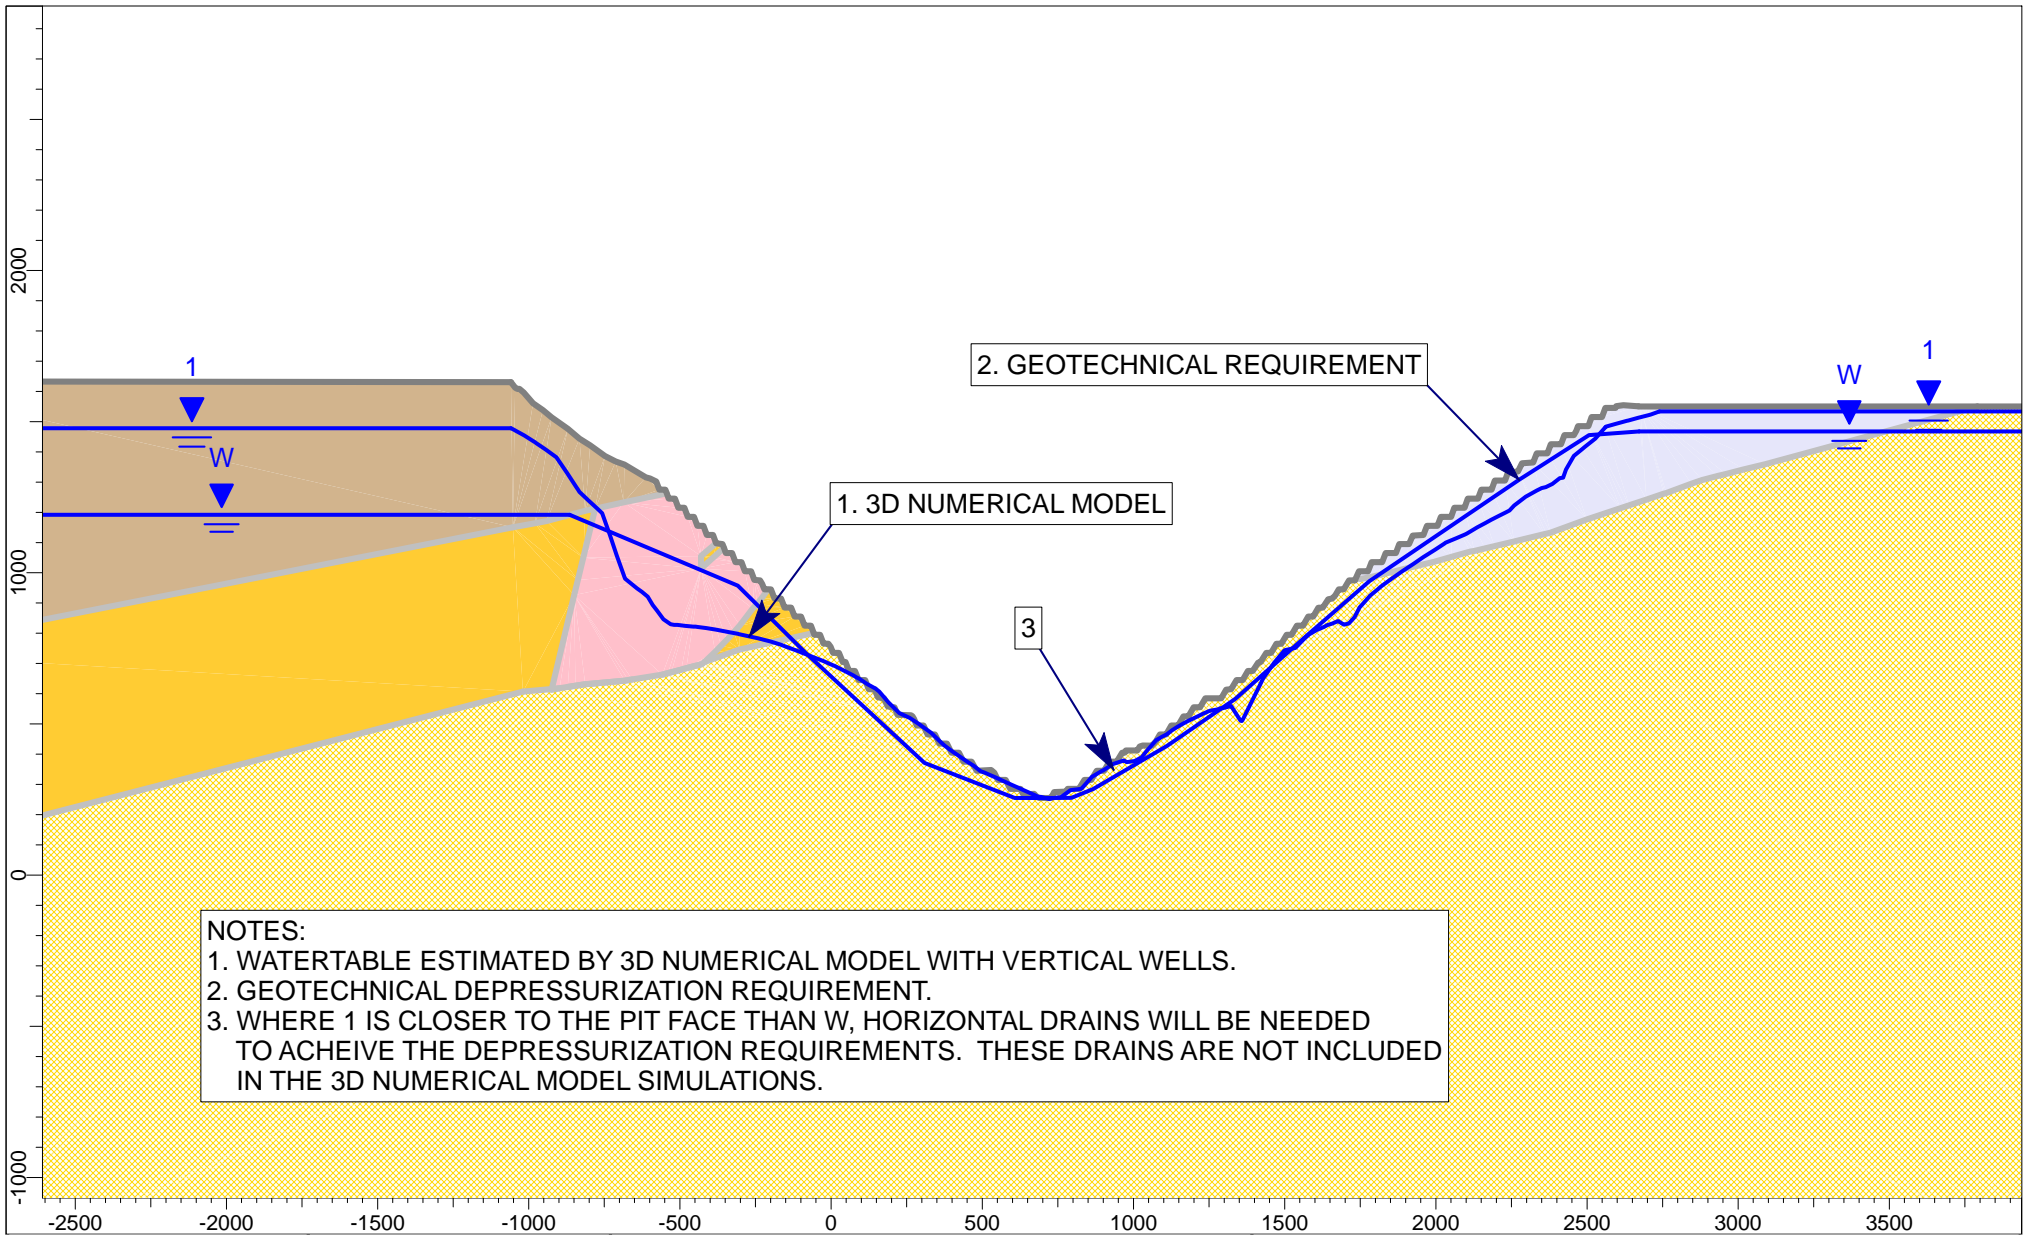 2000
1000
0
-1000
1
W
2. GEOTECHNICAL REQUIREMENT
1
W
1. 3D NUMERICAL MODEL
3
NOTES:
1. WATERTABLE ESTIMATED BY 3D NUMERICAL MODEL WITH VERTICAL WELLS.
2. GEOTECHNICAL DEPRESSURIZATION REQUIREMENT.
3. WHERE 1 IS CLOSER TO THE PIT FACE THAN W, HORIZONTAL DRAINS WILL BE NEEDED
TO ACHEIVE THE DEPRESSURIZATION REQUIREMENTS. THESE DRAINS ARE NOT INCLUDED
IN THE 3D NUMERICAL MODEL SIMULATIONS.
-2500 -2000 -1500 -1000 -500 0 500 1000 1500 2000 2500 3000 3500